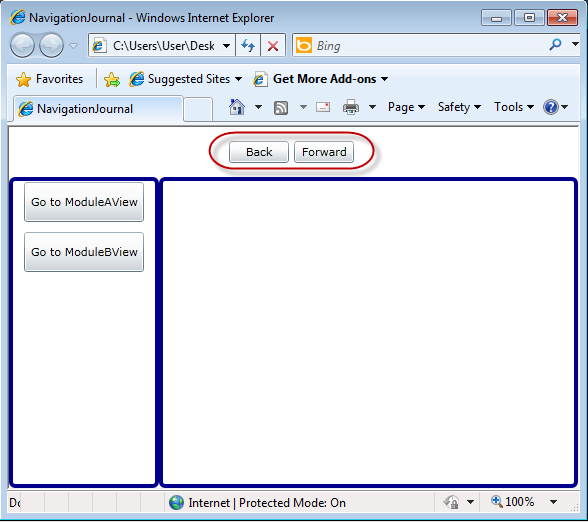 NavigationJournal - Windows Internet Explorer
C:\Users\User\Desk
Bing
Favorites
Suggested Sites
Get More Add-ons
NavigationJournal
Page
Safety
Tools
Back
Forward
Go to ModuleAView
Go to ModuleBView
Internet | Protected Mode: On
100%